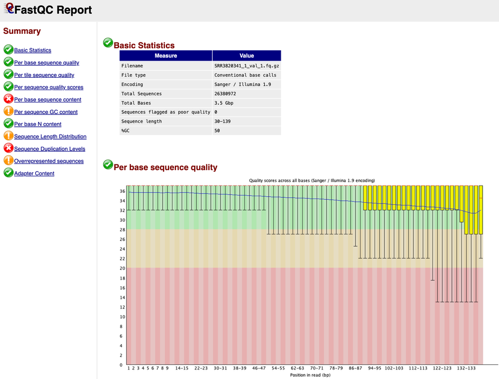 FastQC Report
Summary
Basic Statistics
Per base sequence quality
Per tile sequence quality
Per sequence quality scores
Per base sequence content
Per sequence GC content
Per base N content
Sequence Length Distribution
Sequence Duplication Levels
Overrepresented sequences
Adapter Content
Basic Statistics
Measure Value
Filename SRR3820341_1_val_1.fq.gz
File type Conventional base calls
Encoding Sanger / Illumina 1.9
Total Sequences 26380972
Total Bases 3.5 Gbp
Sequences flagged as poor quality 0
Sequence length 30-139
%GC 50
Per base sequence quality
Quality scores across all bases (Sanger / Illumina 1.9 encoding)
36
34
32
30
28
26
24
22
20
18
16
14
12
10
8
6
4
2
0
1 2 3 4 5 6 7 8 9 14-15 22-23 30-31 38-39 46-47 54-55 62-63 70-71 78-79 86-87 94-95 102-103 112-113 122-123 132-133
Position in read (bp)